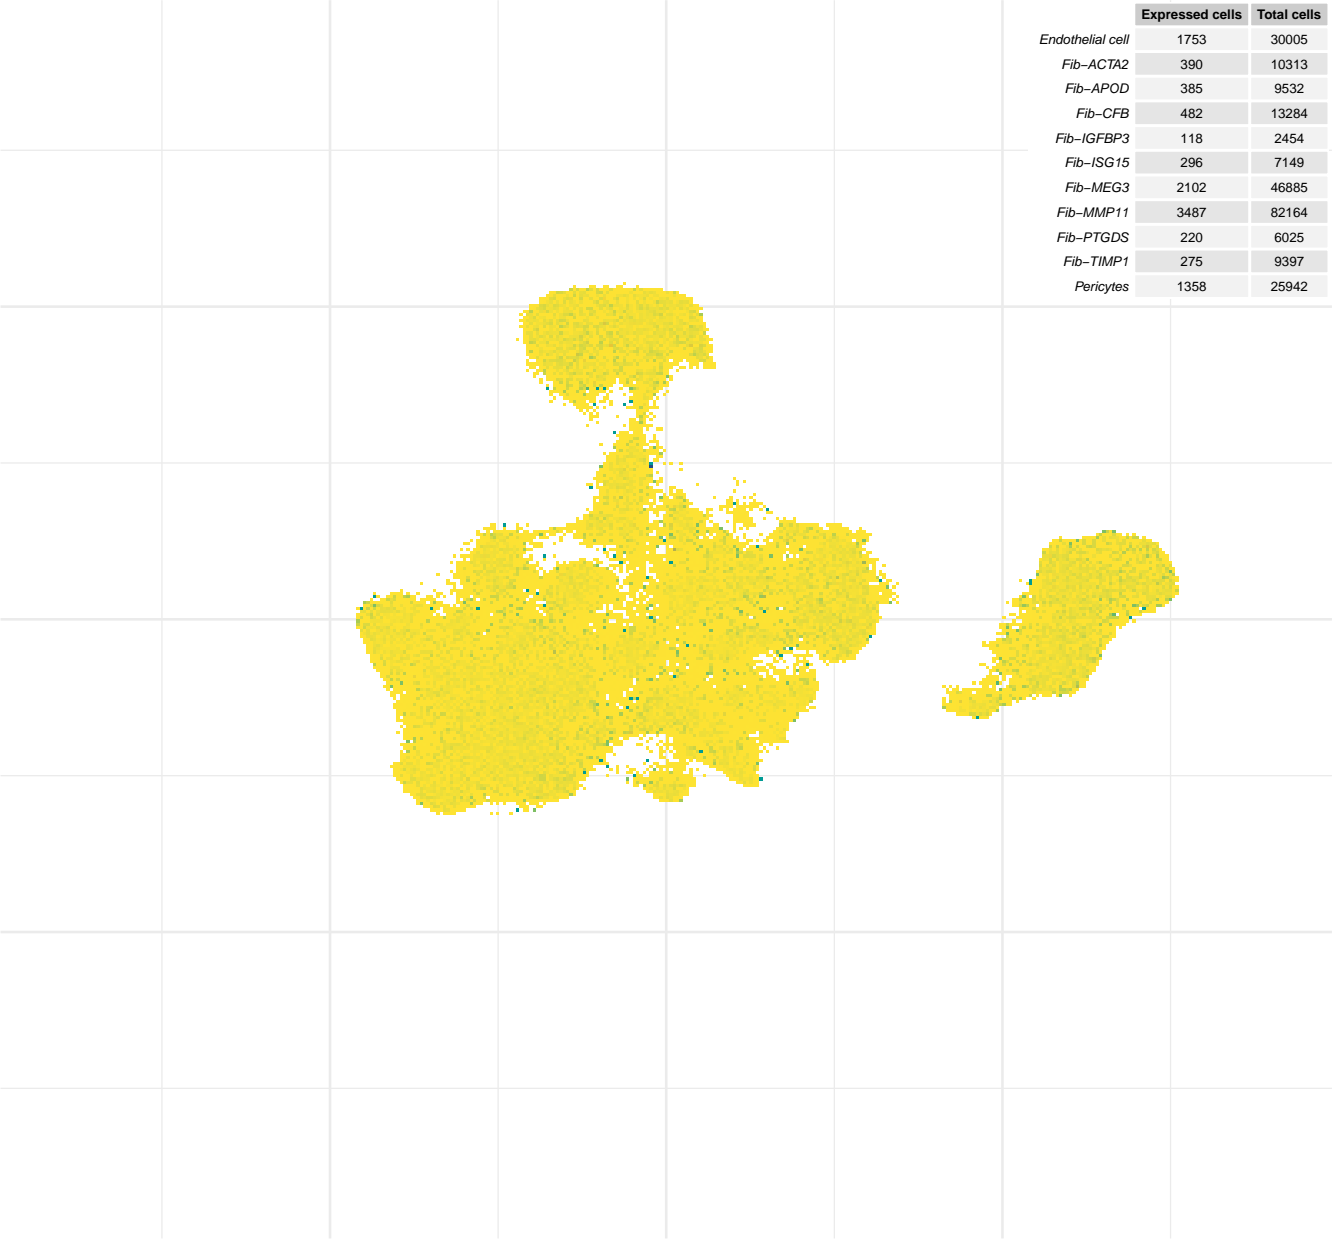 Expressed cells Total cells
Endothelial cell 1753 30005
Fib−ACTA2 390 10313
Fib−APOD 385 9532
Fib−CFB 482 13284
Fib−IGFBP3 118 2454
Fib−ISG15 296 7149
Fib−MEG3 2102 46885
Fib−MMP11 3487 82164
Fib−PTGDS 220 6025
Fib−TIMP1 275 9397
Pericytes 1358 25942